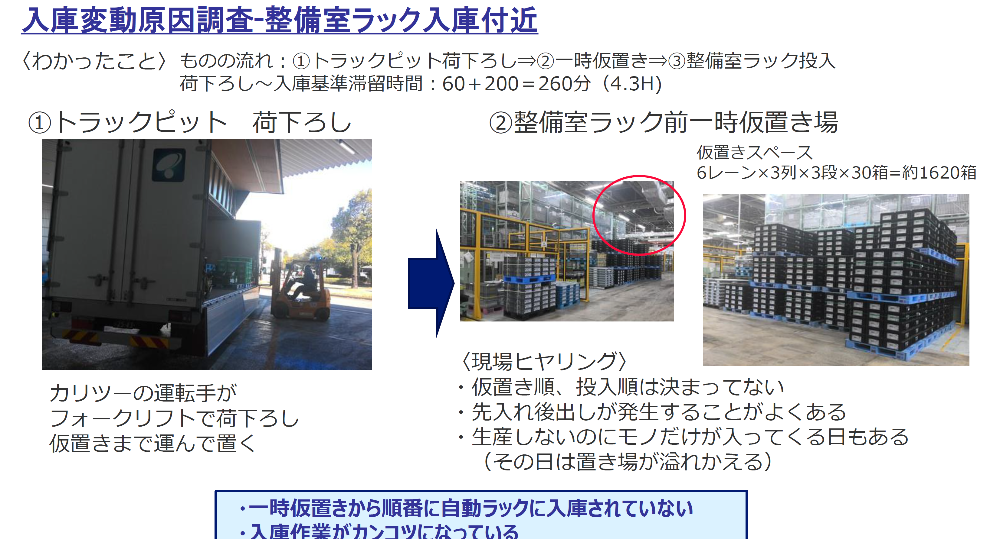 入庫変動原因調査-整備室ラック入庫付近
〈わかったこと〉ものの流れ：①トラックピット荷下ろし⇒②一時仮置き⇒③整備室ラック投入
荷下ろし～入庫基準滞留時間：60＋200＝260分（4.3H)
①トラックピット　荷下ろし
②整備室ラック前一時仮置き場
仮置きスペース
6レーン×3列×3段×30箱=約1620箱
カリツーの運転手が
フォークリフトで荷下ろし
仮置きまで運んで置く
〈現場ヒヤリング〉
・仮置き順、投入順は決まってない
・先入れ後出しが発生することがよくある
・生産しないのにモノだけが入ってくる日もある
（その日は置き場が溢れかえる）
・一時仮置きから順番に自動ラックに入庫されていない
・入庫作業がカンコツになっている